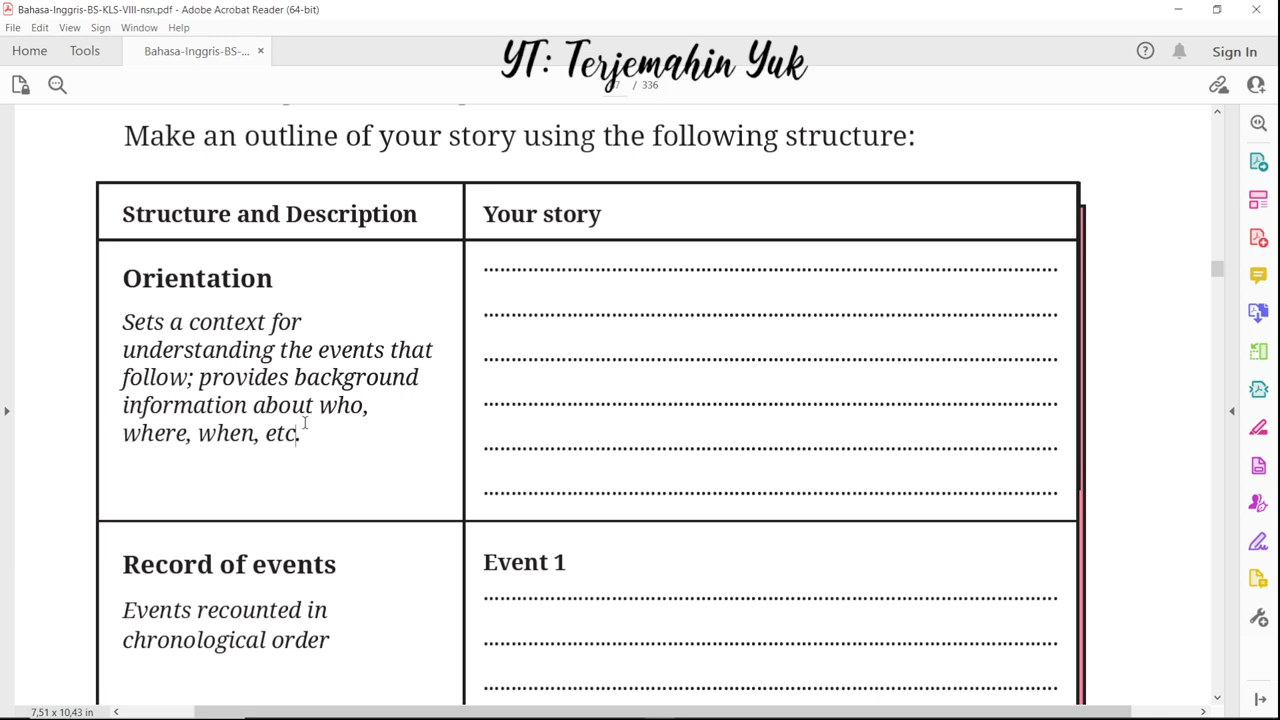 Bahasa-Inggris-BS-KLS-VIII-nsn.pdf - Adobe Acrobat Reader (64-bit)
File Edit View Sign Window Help
Home Tools Bahasa-Inggris-BS-... × Sign In
YT: Terjemahin Yuk
/ 336
Make an outline of your story using the following structure:
Structure and Description
Your story
Orientation
Sets a context for
understanding the events that
follow; provides background
information about who,
where, when, etc.
Record of events
Events recounted in
chronological order
Event 1
7,51 x 10,43 in